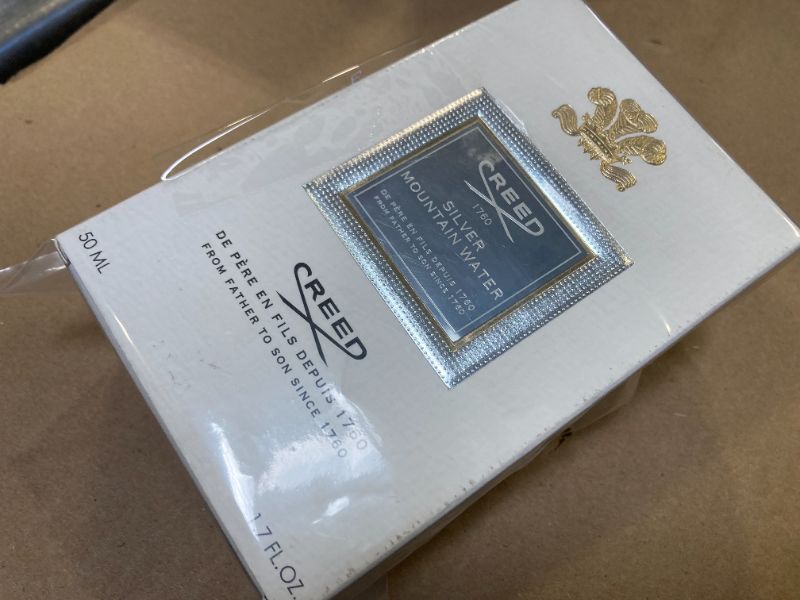 CREED
1760
SILVER
MOUNTAIN WATER
DE PÈRE EN FILS DEPUIS 1760
FROM FATHER TO SON SINCE 1760
50 ML
CREED
DE PÈRE EN FILS DEPUIS 1760
FROM FATHER TO SON SINCE 1760
1.7 FL.OZ.